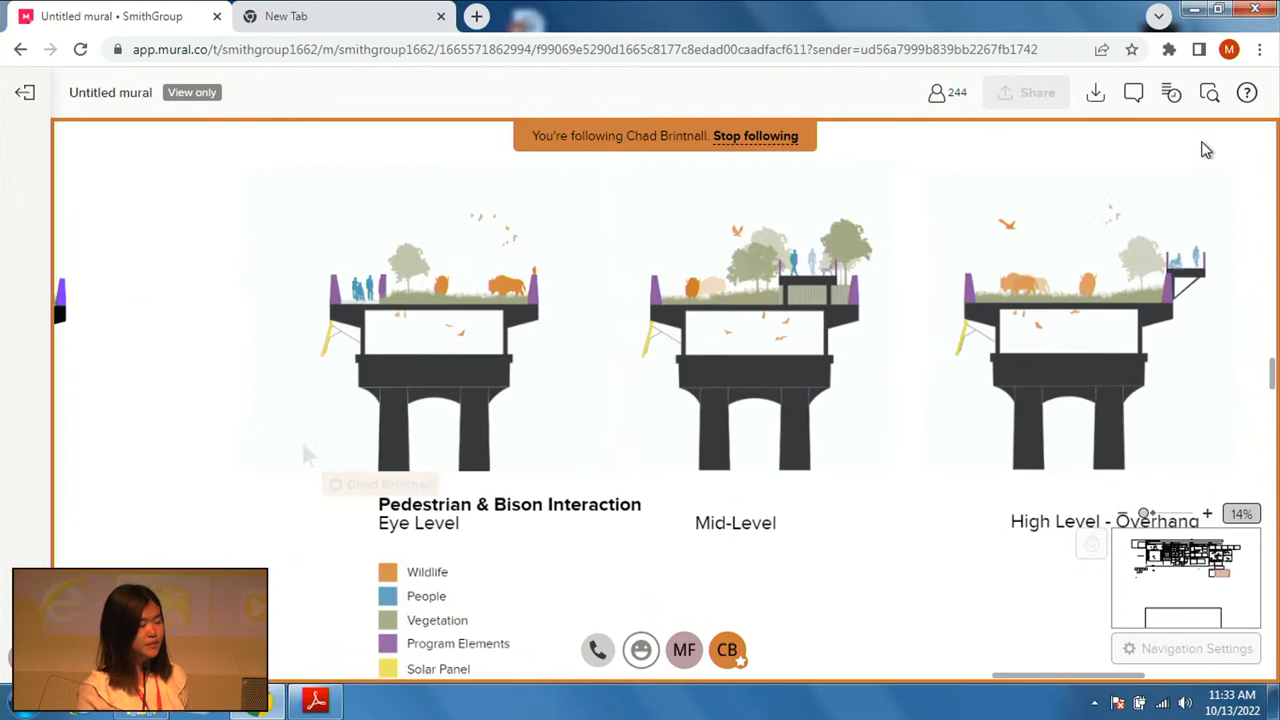 Untitled mural • SmithGroup
New Tab
app.mural.co/t/smithgroup1662/m/smithgroup1662/1665571862994/f99069e5290d1665c8177c8edad00caadfacf611?sender=ud56a7999b839bb2267fb1742
M
Untitled mural
View only
244
Share
You're following Chad Brintnall. Stop following
Chad Brintnall
Pedestrian & Bison Interaction
Eye Level
Mid-Level
High Level - Overhang
14%
Wildlife
People
Vegetation
Program Elements
Solar Panel
MF
CB
Navigation Settings
11:33 AM
10/13/2022